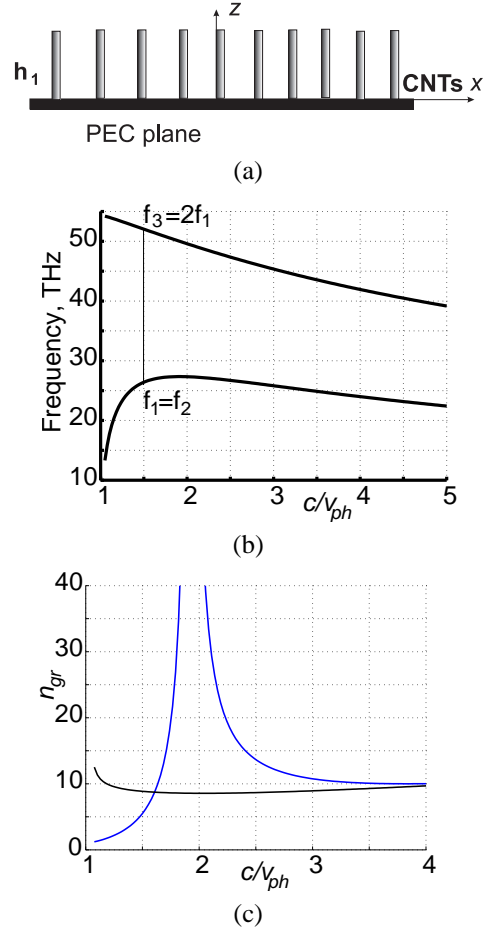 z
h1
CNTs x
PEC plane
(a)
f3=2f1
50
40
30
20
10
Frequency, THz
f1=f2
1 2 3 4 5
c/vph
(b)
40
30
20
10
0
ngr
1 2 3 4
c/vph
(c)